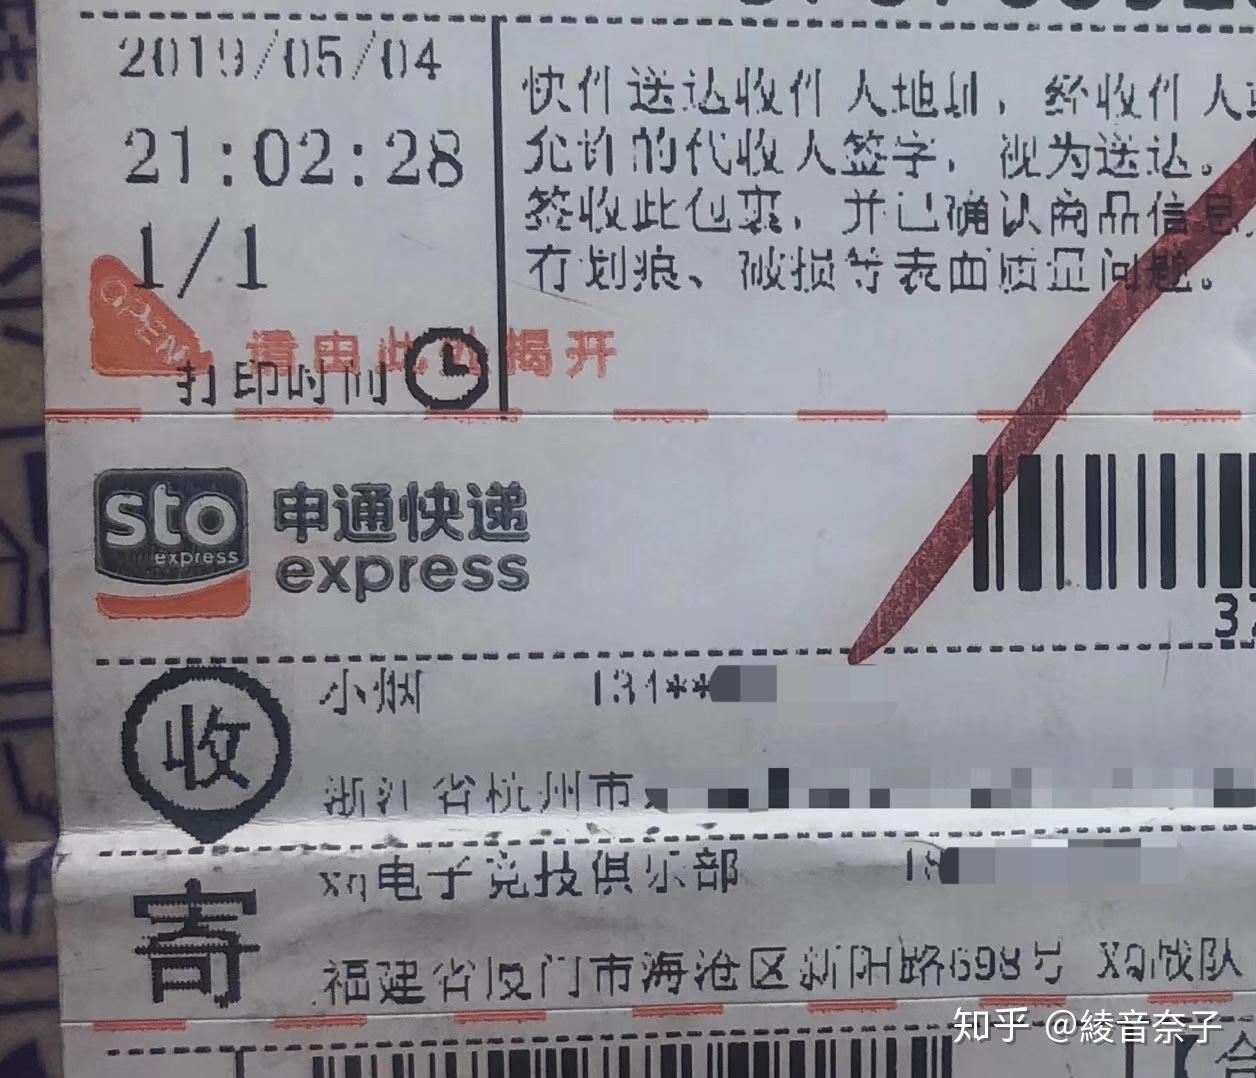 2019/05/04
21:02:28
1/1
快件送达收件人地址，经收件人
允许的代收人签字，视为送达。
签收此包裹，并已确认商品信息
有划痕、破损等表面质量问题。
OPEN
请由此处揭开
打印时间
sto
express
申通快递
express
37
收
小烟 131**
浙江省杭州市
寄
xq电子竞技俱乐部 18
福建省厦门市海沧区新阳路698号 XQ战队
知乎 @綾音奈子